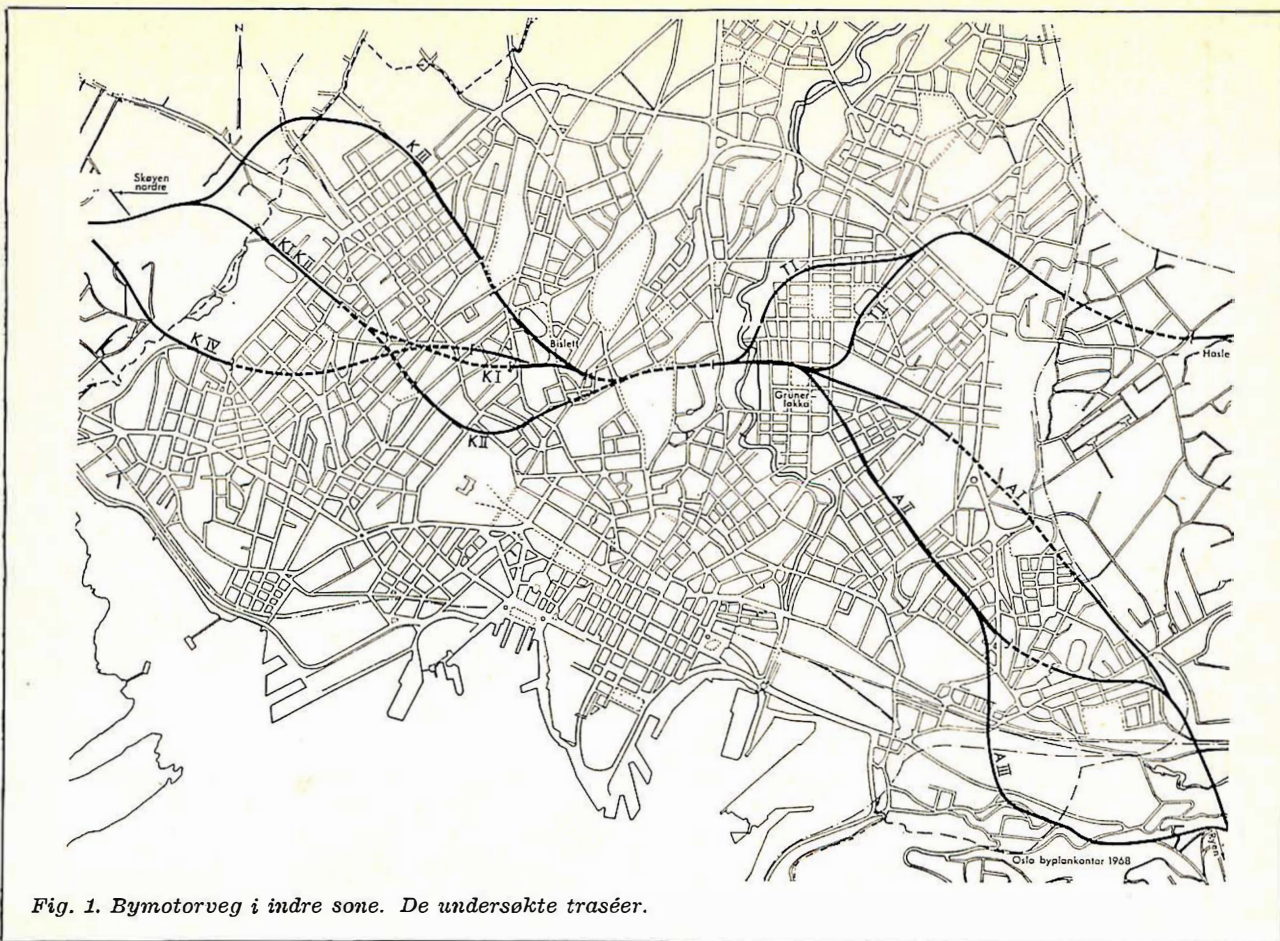 N
Skøyen
nordre
K III
K I K II
K IV
Bislett
K I
K II
T I
T II
Hasle
Grüner-
løkka
A I
A II
A III
Ryen
Oslo byplankontor 1968
Fig. 1. Bymotorveg i indre sone. De undersøkte traséer.